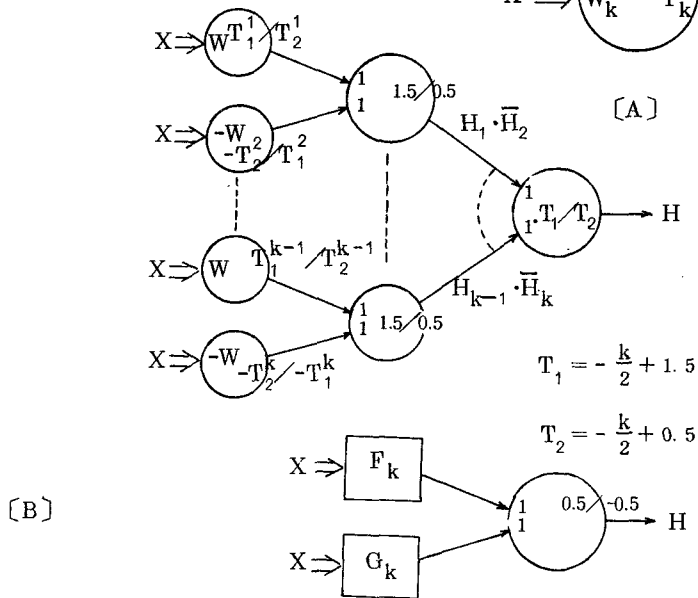 X ⇒ W_k T_k
X ⇒ W T_1^1 / T_2^1
1
1
1.5 / 0.5
[A]
H_1 · H̄_2
X ⇒ -W -T_2^2 / T_1^2
1
1 · T_1 / T_2 → H
X ⇒ W T_1^{k-1} / T_2^{k-1}
H_{k-1} · H̄_k
1
1
1.5 / 0.5
X ⇒ -W -T_2^k / -T_1^k
T_1 = - k/2 + 1.5
T_2 = - k/2 + 0.5
X ⇒ F_k
1
1
0.5 / -0.5 → H
[B]
X ⇒ G_k